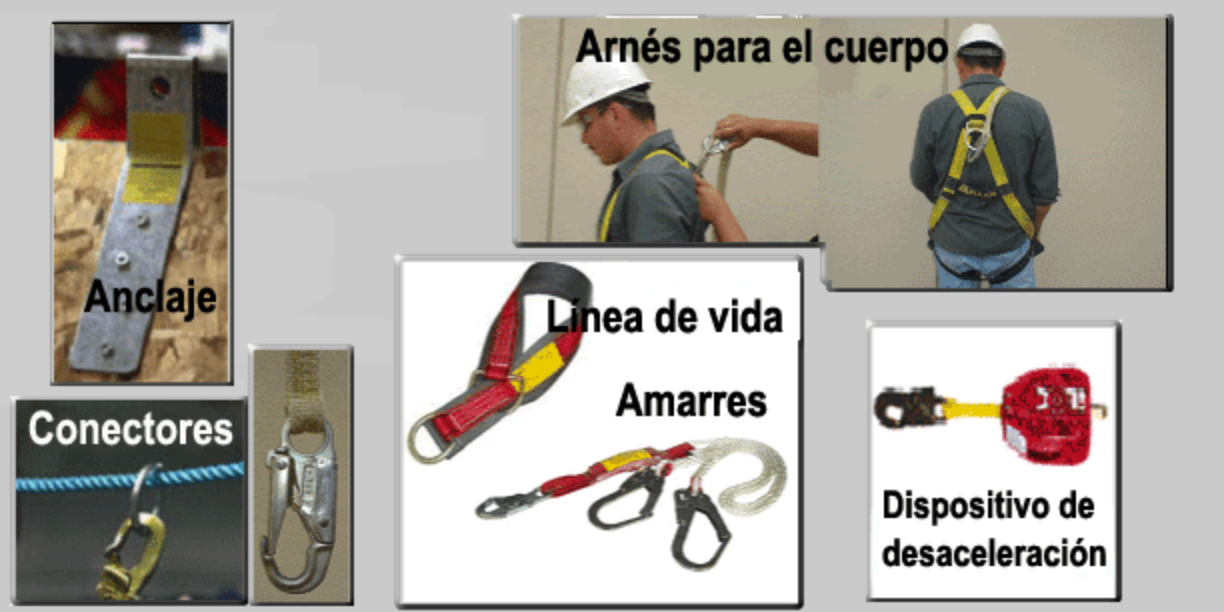 Arnés para el cuerpo
Anclaje
Línea de vida
Amarres
Conectores
Dispositivo de
desaceleración